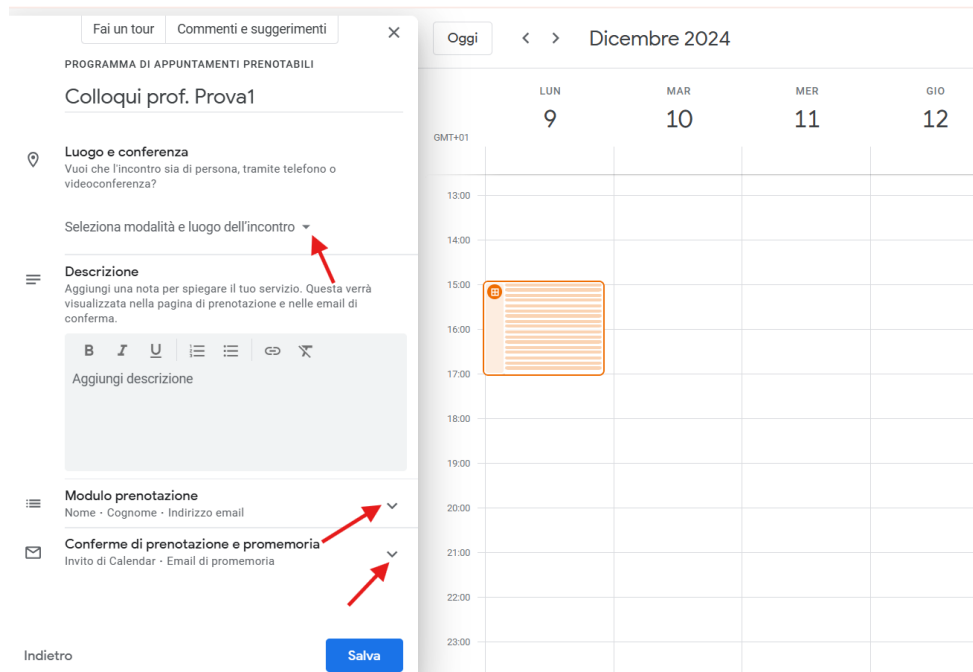 Fai un tour
Commenti e suggerimenti
PROGRAMMA DI APPUNTAMENTI PRENOTABILI
Colloqui prof. Prova1
Luogo e conferenza
Vuoi che l'incontro sia di persona, tramite telefono o
videoconferenza?
Seleziona modalità e luogo dell'incontro
Descrizione
Aggiungi una nota per spiegare il tuo servizio. Questa verrà
visualizzata nella pagina di prenotazione e nelle email di
conferma.
B I U
Aggiungi descrizione
Modulo prenotazione
Nome · Cognome · Indirizzo email
Conferme di prenotazione e promemoria
Invito di Calendar · Email di promemoria
Indietro
Salva
Oggi
Dicembre 2024
LUN MAR MER GIO
9 10 11 12
GMT+01
13:00
14:00
15:00
16:00
17:00
18:00
19:00
20:00
21:00
22:00
23:00